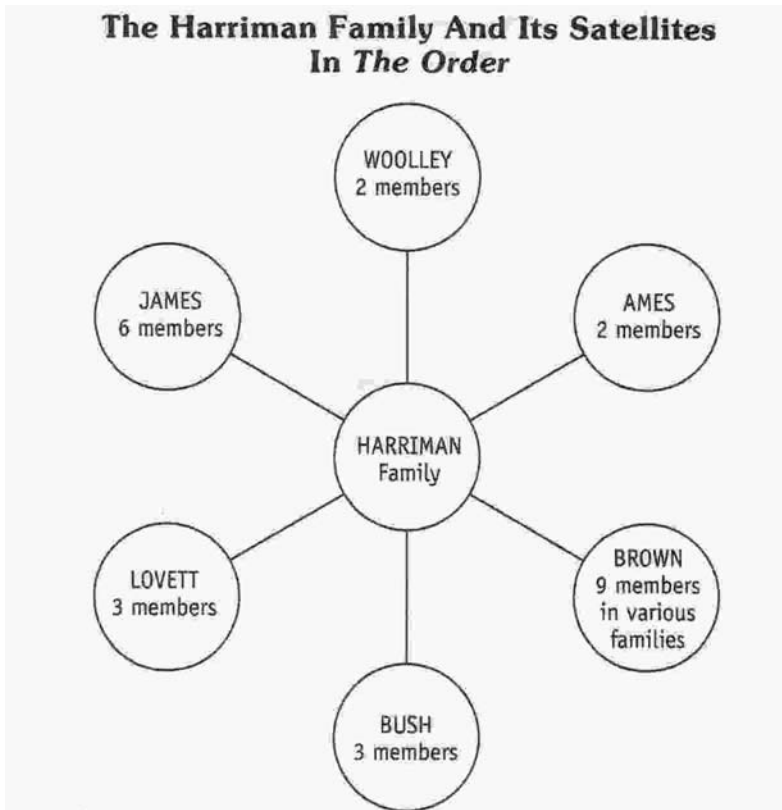 The Harriman Family And Its Satellites
In The Order
WOOLLEY
2 members
JAMES
6 members
AMES
2 members
HARRIMAN
Family
LOVETT
3 members
BROWN
9 members
in various
families
BUSH
3 members